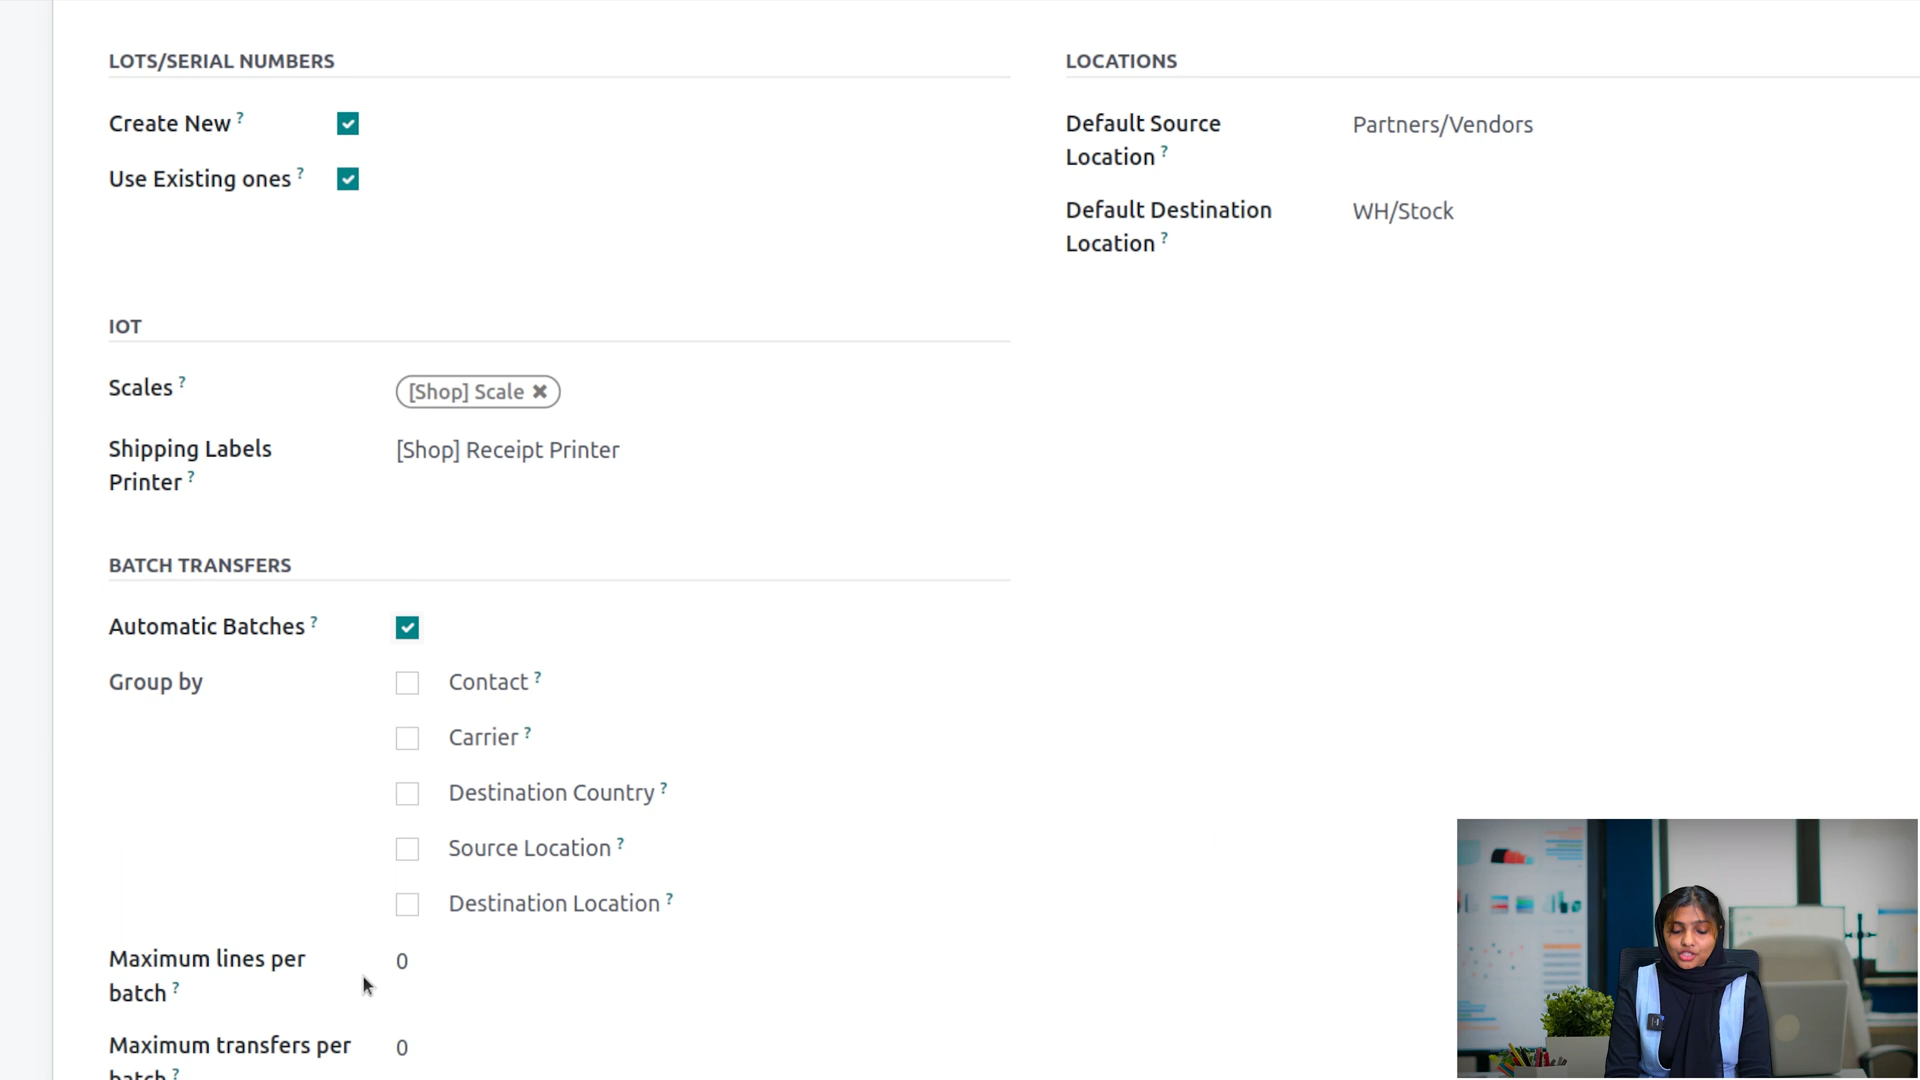 LOTS/SERIAL NUMBERS
Create New ?
Use Existing ones ?
LOCATIONS
Default Source
Location ?
Partners/Vendors
Default Destination
Location ?
WH/Stock
IOT
Scales ?
[Shop] Scale ✖
Shipping Labels
Printer ?
[Shop] Receipt Printer
BATCH TRANSFERS
Automatic Batches ?
Group by
Contact ?
Carrier ?
Destination Country ?
Source Location ?
Destination Location ?
Maximum lines per
batch ?
0
Maximum transfers per
batch ?
0